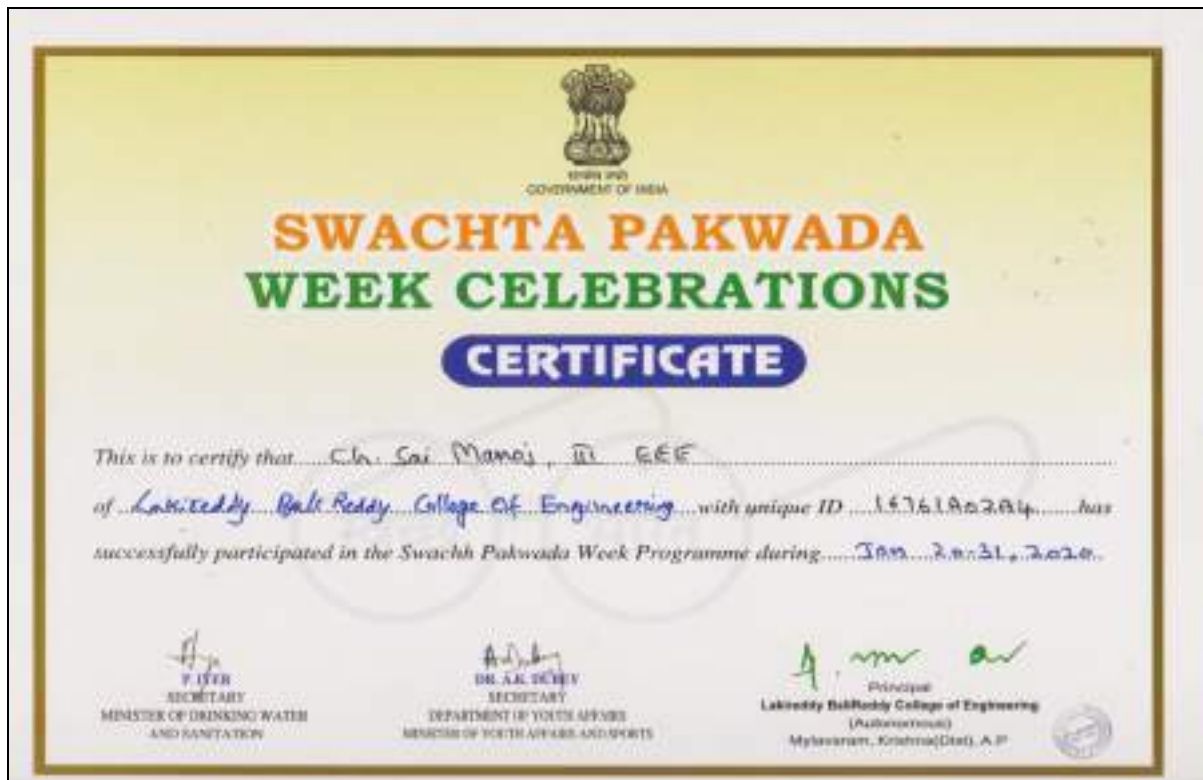 GOVERNMENT OF INDIA
SWACHTA PAKWADA
WEEK CELEBRATIONS
CERTIFICATE
This is to certify that Ch. Sai Manoj, III EEE
of Lakireddy Bali Reddy College Of Engineering with unique ID has
successfully participated in the Swachh Pakwada Week Programme during Jan 20-31, 2020
P. IYER
SECRETARY
MINISTER OF DRINKING WATER
AND SANITATION
DR. A.K. DUBEY
SECRETARY
DEPARTMENT OF YOUTH AFFAIRS
MINISTER OF YOUTH AFFAIRS AND SPORTS
Principal
Lakireddy BaliReddy College of Engineering
(Autonomous)
Mylavaram, Krishna(Dist), A.P